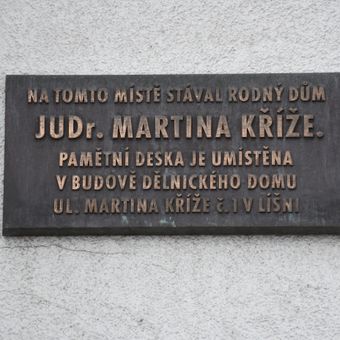 NA TOMTO MÍSTĚ STÁVAL RODNÝ DŮM
JUDr. MARTINA KŘÍŽE.
PAMĚTNÍ DESKA JE UMÍSTĚNA
V BUDOVĚ DĚLNICKÉHO DOMU
UL. MARTINA KŘÍŽE č. 1 V LÍŠNI